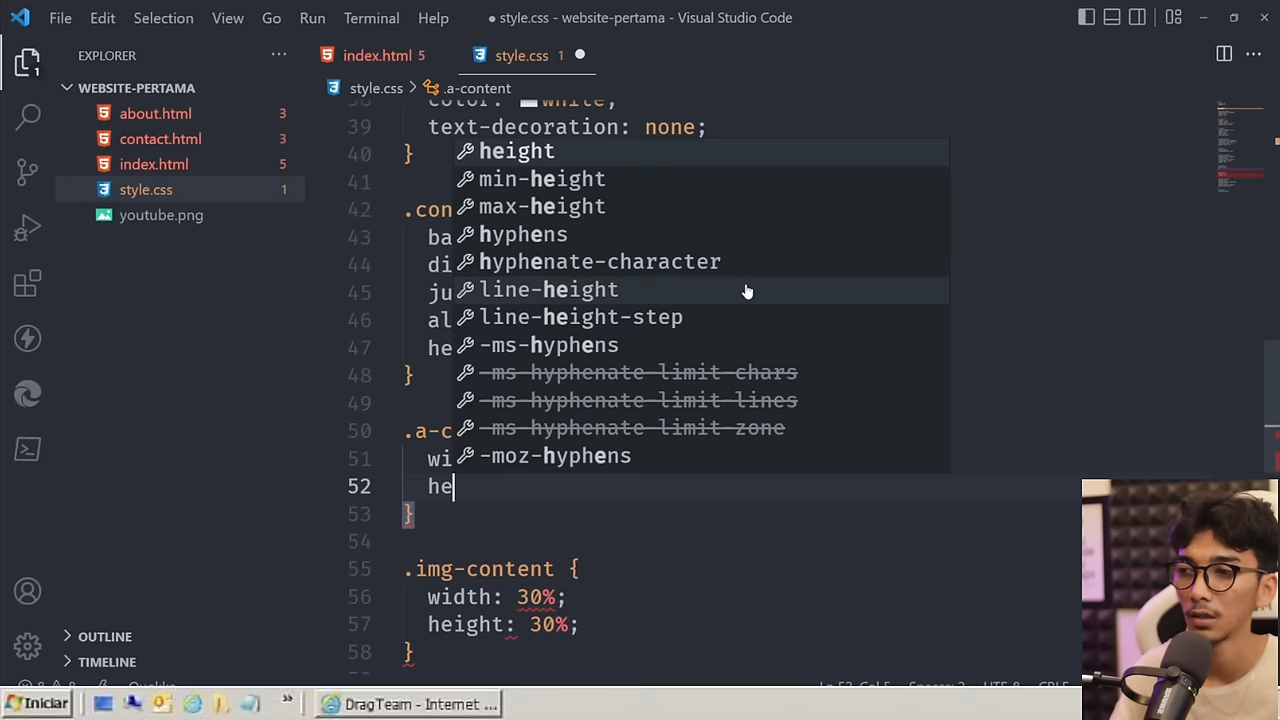 File Edit Selection View Go Run Terminal Help
● style.css - website-pertama - Visual Studio Code
EXPLORER
WEBSITE-PERTAMA
about.html 3
contact.html 3
index.html 5
style.css 1
youtube.png
OUTLINE
TIMELINE
index.html 5
style.css 1
style.css > .a-content
38 color: white;
39 text-decoration: none;
40 }
41
42 .con
43 ba
44 di
45 ju
46 al
47 he
48 }
49
50 .a-c
51 wi
52 he
53 }
54
55 .img-content {
56 width: 30%;
57 height: 30%;
58 }
height
min-height
max-height
hyphens
hyphenate-character
line-height
line-height-step
-ms-hyphens
-ms-hyphenate-limit-chars
-ms-hyphenate-limit-lines
-ms-hyphenate-limit-zone
-moz-hyphens
1
Iniciar
»
DragTeam - Internet ...